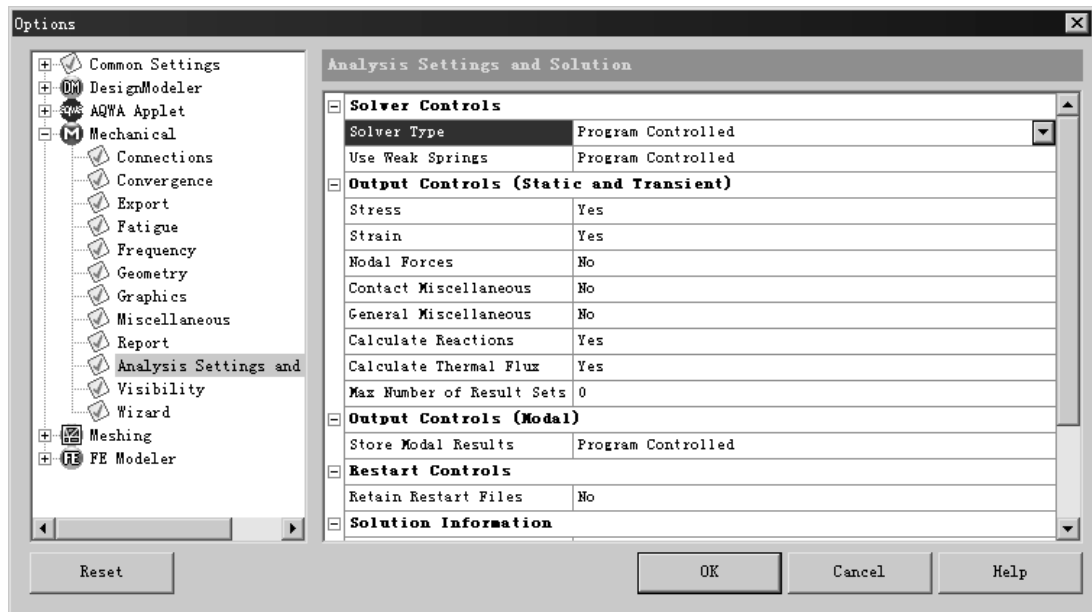 Options
Common Settings
DM DesignModeler
AQWA AQWA Applet
M Mechanical
Connections
Convergence
Export
Fatigue
Frequency
Geometry
Graphics
Miscellaneous
Report
Analysis Settings and
Visibility
Wizard
Meshing
FE FE Modeler
Analysis Settings and Solution
Solver Controls
Solver Type Program Controlled
Use Weak Springs Program Controlled
Output Controls (Static and Transient)
Stress Yes
Strain Yes
Nodal Forces No
Contact Miscellaneous No
General Miscellaneous No
Calculate Reactions Yes
Calculate Thermal Flux Yes
Max Number of Result Sets 0
Output Controls (Modal)
Store Modal Results Program Controlled
Restart Controls
Retain Restart Files No
Solution Information
Reset OK Cancel Help